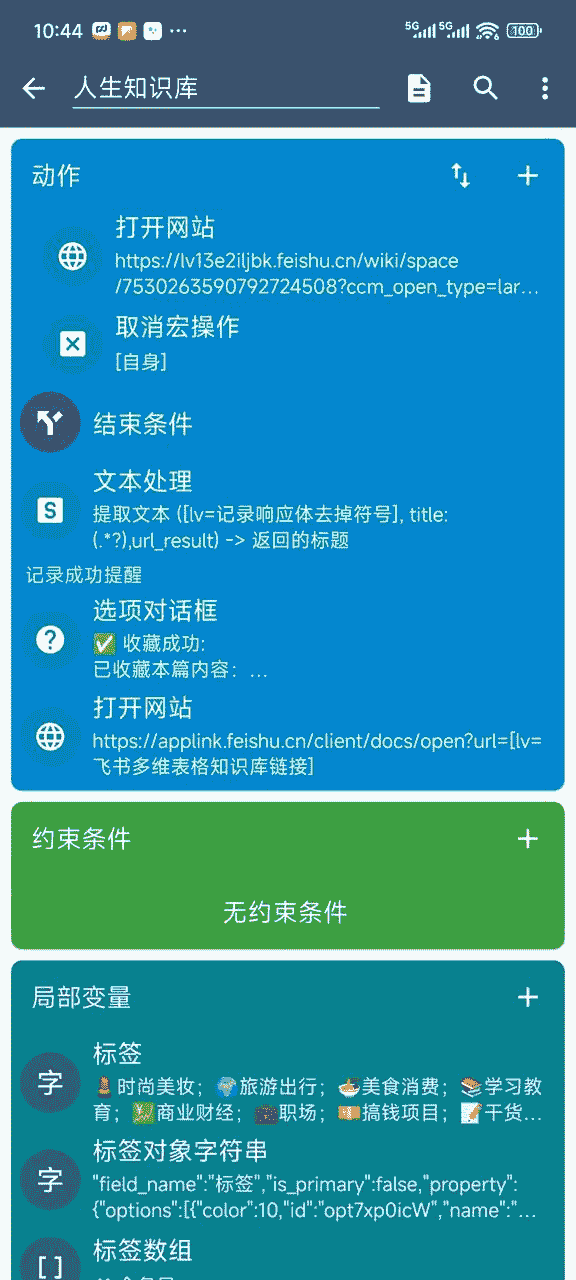 10:44
5G 5G 100
人生知识库
动作
打开网站
https://lv13e2iljbk.feishu.cn/wiki/space
/7530263590792724508?ccm_open_type=lar...
取消宏操作
[自身]
结束条件
S
文本处理
提取文本 ([lv=记录响应体去掉符号], title:
(.*?),url_result) -> 返回的标题
记录成功提醒
选项对话框
✅ 收藏成功:
已收藏本篇内容：...
打开网站
https://applink.feishu.cn/client/docs/open?url=[lv=
飞书多维表格知识库链接]
约束条件
无约束条件
局部变量
字
标签
💄时尚美妆；🌍旅游出行；🍜美食消费；📚学习教
育；💹商业财经；💼职场；💴搞钱项目；📝干货...
字
标签对象字符串
"field_name":"标签","is_primary":false,"property":
{"options":[{"color":10,"id":"opt7xp0icW","name":"...
标签数组